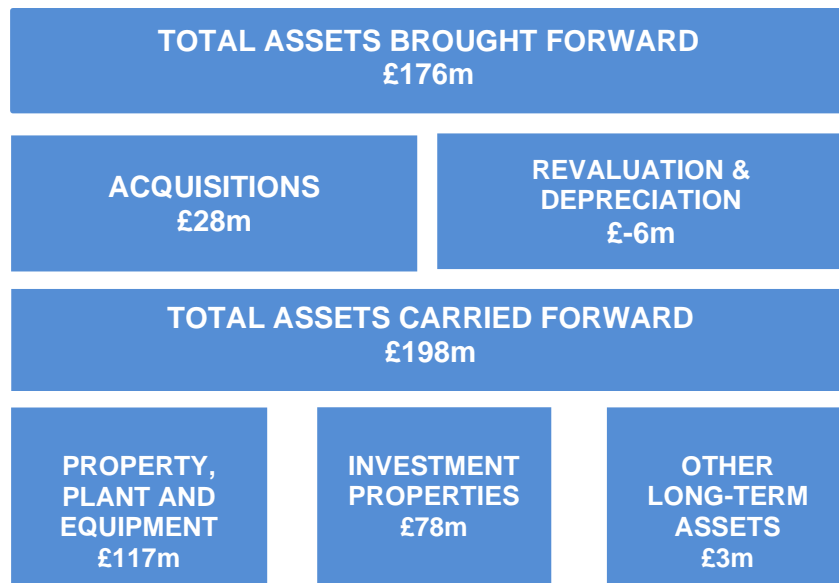 TOTAL ASSETS BROUGHT FORWARD
£176m
ACQUISITIONS
£28m
REVALUATION &
DEPRECIATION
£-6m
TOTAL ASSETS CARRIED FORWARD
£198m
PROPERTY,
PLANT AND
EQUIPMENT
£117m
INVESTMENT
PROPERTIES
£78m
OTHER
LONG-TERM
ASSETS
£3m